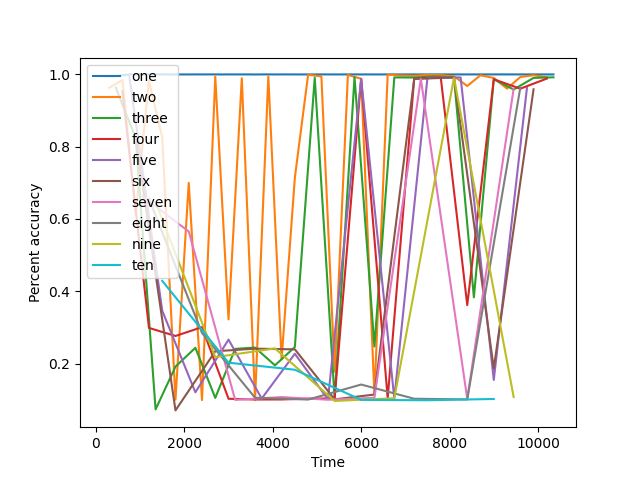 1.0
0.8
0.6
0.4
0.2
Percent accuracy
one
two
three
four
five
six
seven
eight
nine
ten
0 2000 4000 6000 8000 10000
Time